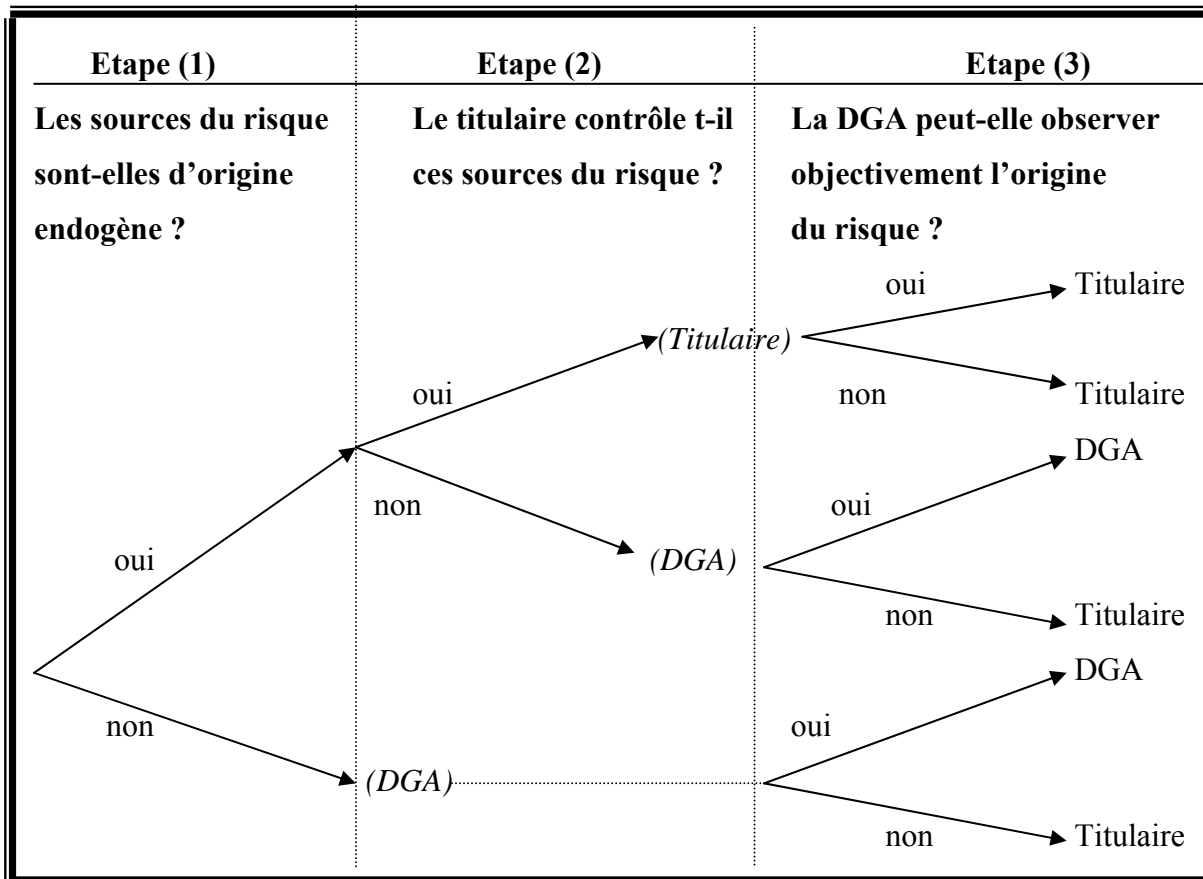 Etape (1)
Etape (2)
Etape (3)
Les sources du risque
sont-elles d'origine
endogène ?
Le titulaire contrôle t-il
ces sources du risque ?
La DGA peut-elle observer
objectivement l'origine
du risque ?
oui
Titulaire
(Titulaire)
oui
non
Titulaire
DGA
non
oui
oui
(DGA)
non
Titulaire
DGA
non
oui
(DGA)
non
Titulaire